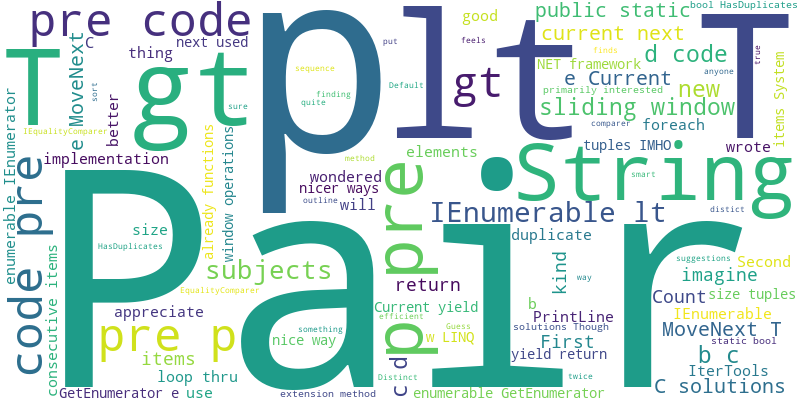 pre code
C
next used
thing
p lt
put
feels
good
public static
bool HasDuplicates
current next
d code
T
true
T
gt
e MoveNext
sort
better
sequence
Default
finding
quite
gt
finds
NET framework
e Current
anyone
primarily interested
new
items System
sliding window
comparer
foreach
IEqualityComparer
sure
implementation
already functions
window operations
method
wondered
nicer ways
outline
will
elements
String
smart
tuples IMHO
wrote
enumerable IEnumerator
code pre
Pair
pre
IEnumerable lt
distict
size
HasDuplicates
consecutive items
subjects
EqualityComparer
return
duplicate
kind
way
suggestions
Second
imagine
size tuples
Count
appreciate
Current yield
b
PrintLine
IEnumerable
efficient
First
solutions Though
MoveNext T
pre p
something
nice way
p
Guess
w LINQ
static bool
items
yield return
b c
loop thru
c d
Distinct
twice
IterTools
GetEnumerator e
use
extension method
enumerable GetEnumerator
C solutions